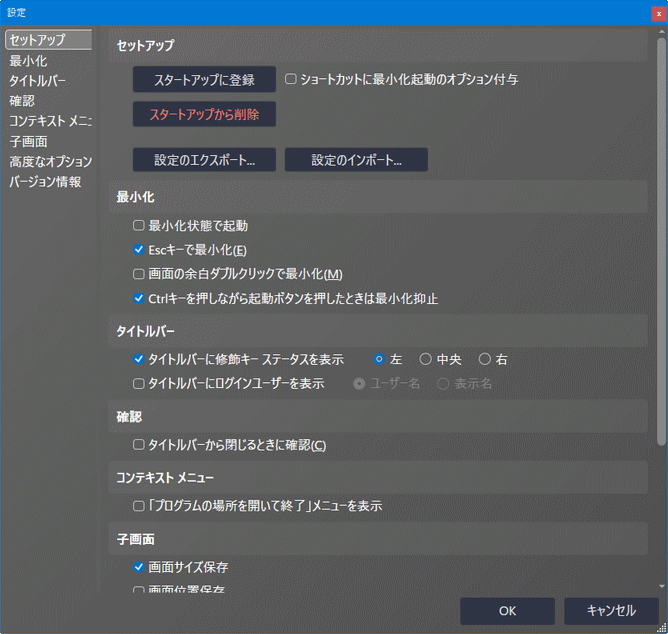 設定
x
セットアップ
最小化
タイトルバー
確認
コンテキスト メニュ
子画面
高度なオプション
バージョン情報
セットアップ
スタートアップに登録
ショートカットに最小化起動のオプション付与
スタートアップから削除
設定のエクスポート...
設定のインポート...
最小化
最小化状態で起動
Escキーで最小化(E)
画面の余白ダブルクリックで最小化(M)
Ctrlキーを押しながら起動ボタンを押したときは最小化抑止
タイトルバー
タイトルバーに修飾キー ステータスを表示 左 中央 右
タイトルバーにログインユーザーを表示 ユーザー名 表示名
確認
タイトルバーから閉じるときに確認(C)
コンテキスト メニュー
「プログラムの場所を開いて終了」メニューを表示
子画面
画面サイズ保存
画面位置保存
OK
キャンセル